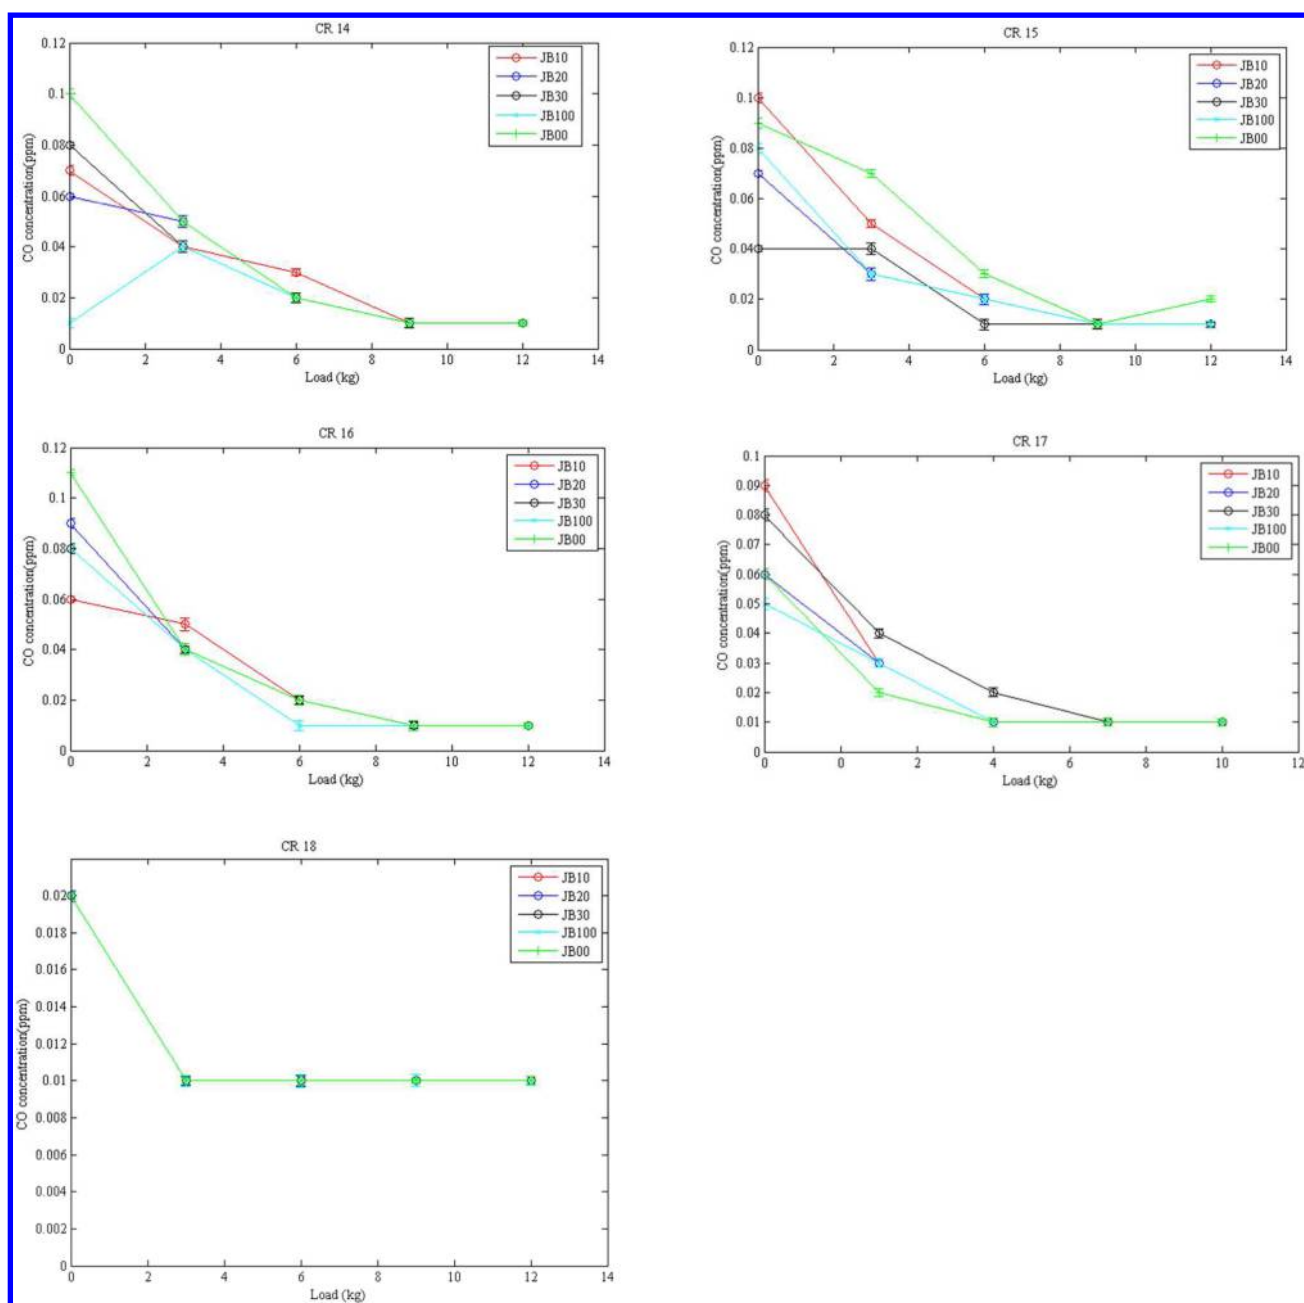 CR 14
CO concentration(ppm)
0.12
0.1
0.08
0.06
0.04
0.02
0
0 2 4 6 8 10 12 14
Load (kg)
JB10
JB20
JB30
JB100
JB00
CR 15
CO concentration(ppm)
0.12
0.1
0.08
0.06
0.04
0.02
0
0 2 4 6 8 10 12 14
Load (kg)
JB10
JB20
JB30
JB100
JB00
CR 16
CO concentration(ppm)
0.12
0.1
0.08
0.06
0.04
0.02
0
0 2 4 6 8 10 12 14
Load (kg)
JB10
JB20
JB30
JB100
JB00
CR 17
CO concentration(ppm)
0.1
0.09
0.08
0.07
0.06
0.05
0.04
0.03
0.02
0.01
0
0 0 2 4 6 8 10 12
Load (kg)
JB10
JB20
JB30
JB100
JB00
CR 18
CO concentration(ppm)
0.02
0.018
0.016
0.014
0.012
0.01
0.008
0.006
0.004
0.002
0
0 2 4 6 8 10 12 14
Load (kg)
JB10
JB20
JB30
JB100
JB00